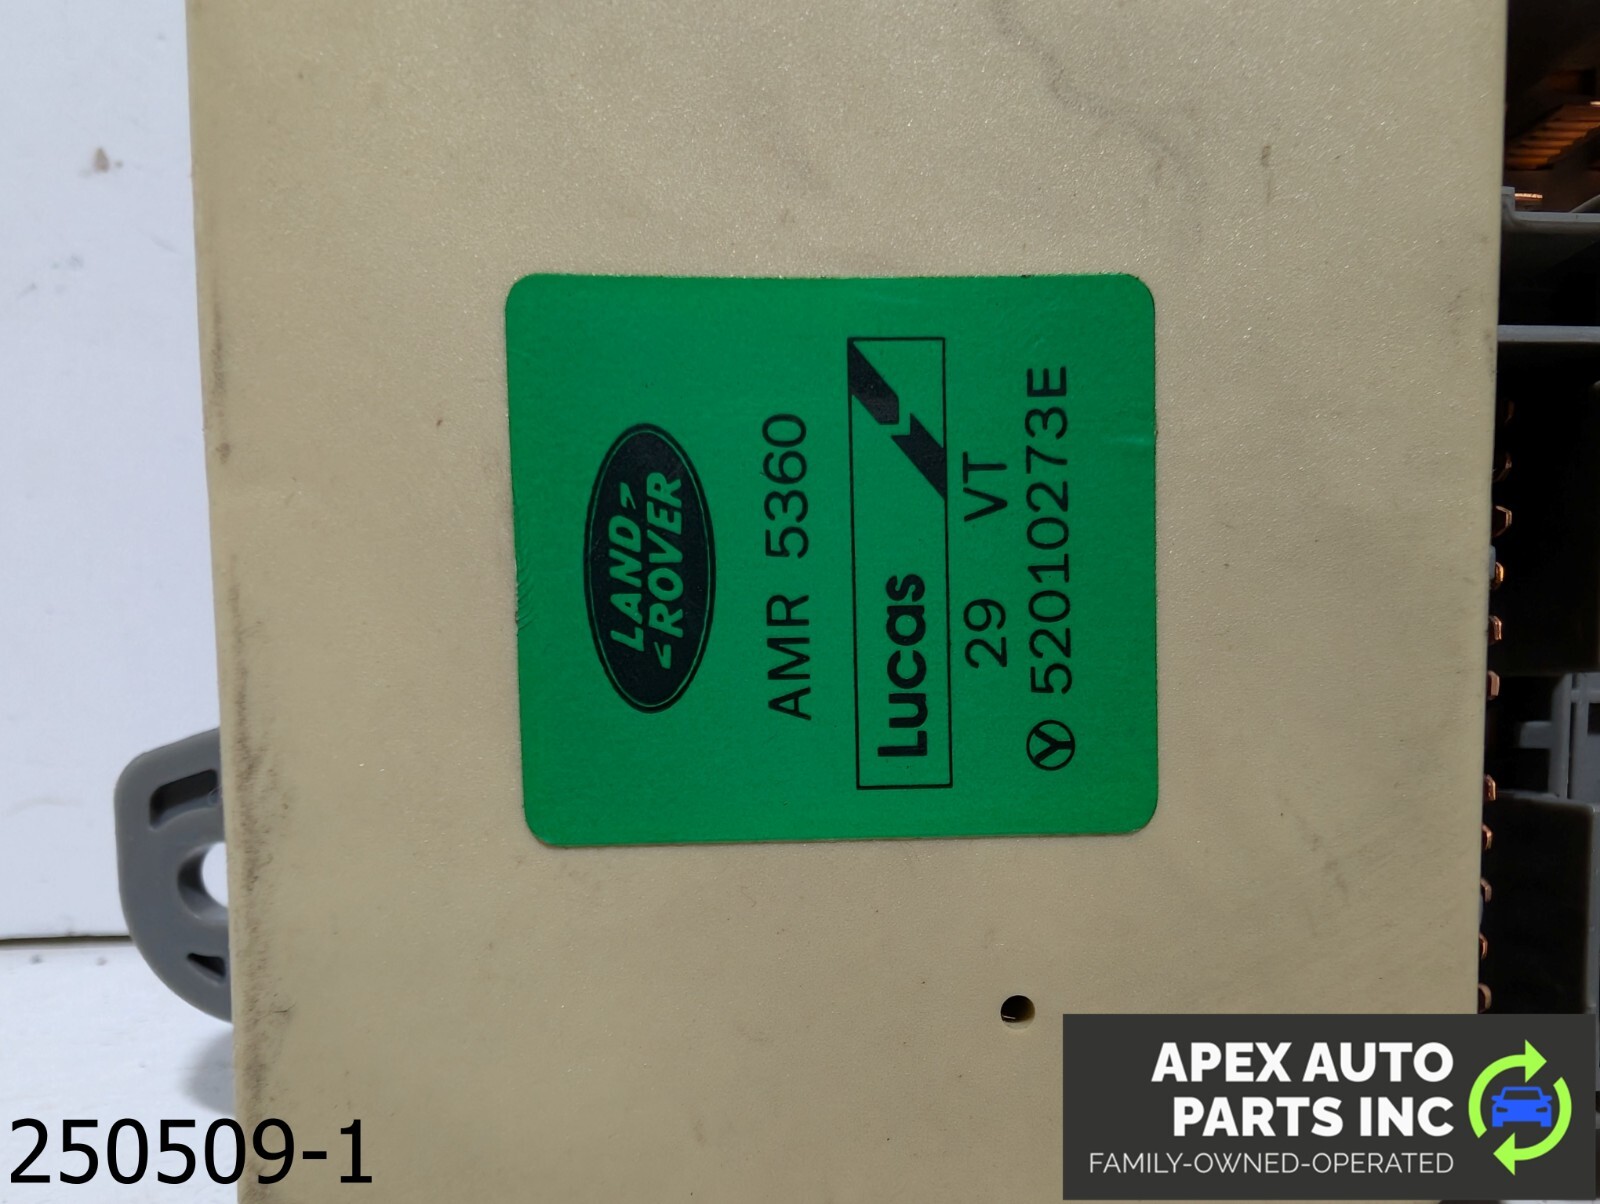 LAND
ROVER
AMR 5360
Lucas
29 VT
52010273E
250509-1
APEX AUTO
PARTS INC
FAMILY-OWNED-OPERATED